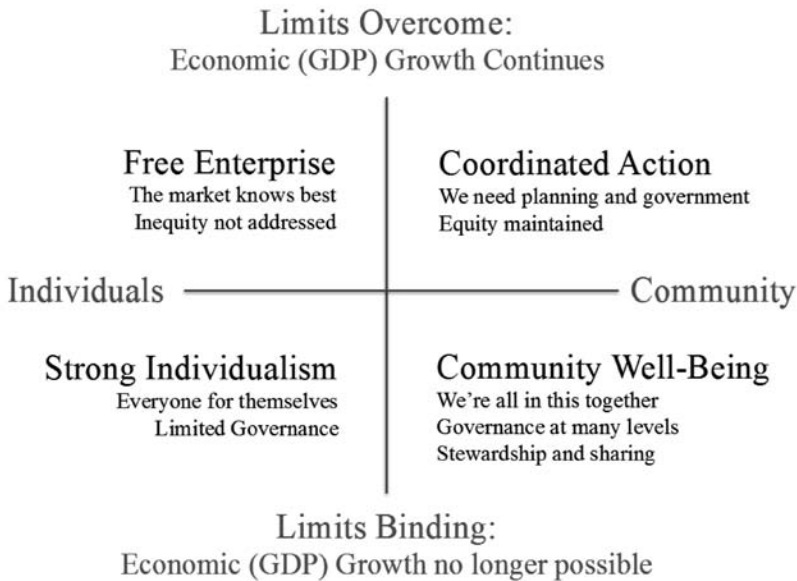 Limits Overcome:
Economic (GDP) Growth Continues
Free Enterprise
The market knows best
Inequity not addressed
Coordinated Action
We need planning and government
Equity maintained
Individuals
Community
Strong Individualism
Everyone for themselves
Limited Governance
Community Well-Being
We're all in this together
Governance at many levels
Stewardship and sharing
Limits Binding:
Economic (GDP) Growth no longer possible